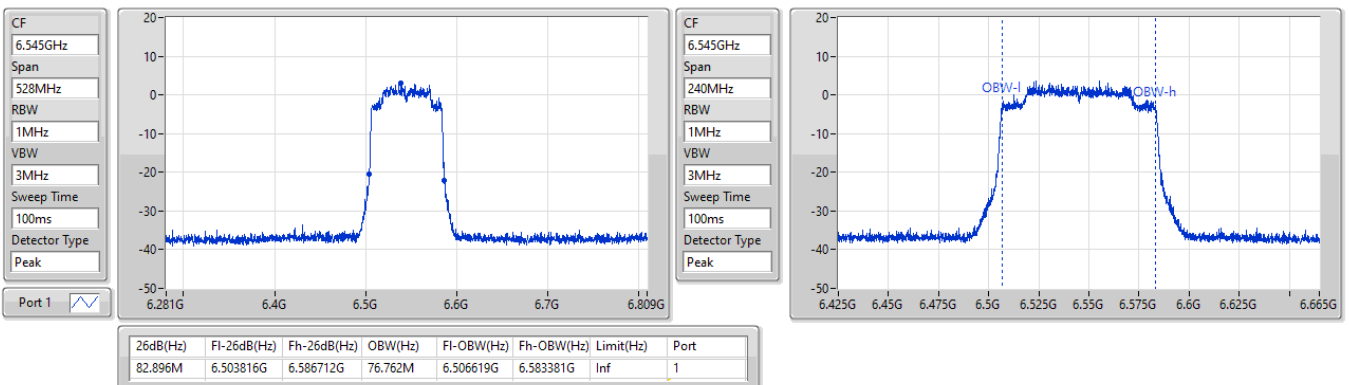 CF
6.545GHz
Span
528MHz
RBW
1MHz
VBW
3MHz
Sweep Time
100ms
Detector Type
Peak
Port 1
20
10
0
-10
-20
-30
-40
-50
6.281G 6.4G 6.5G 6.6G 6.7G 6.809G
CF
6.545GHz
Span
240MHz
RBW
1MHz
VBW
3MHz
Sweep Time
100ms
Detector Type
Peak
20
10
0
-10
-20
-30
-40
-50
OBW-l OBW-h
6.425G 6.45G 6.475G 6.5G 6.525G 6.55G 6.575G 6.6G 6.625G 6.665G
26dB(Hz) Fl-26dB(Hz) Fh-26dB(Hz) OBW(Hz) Fl-OBW(Hz) Fh-OBW(Hz) Limit(Hz) Port
82.896M 6.503816G 6.586712G 76.762M 6.506619G 6.583381G Inf 1